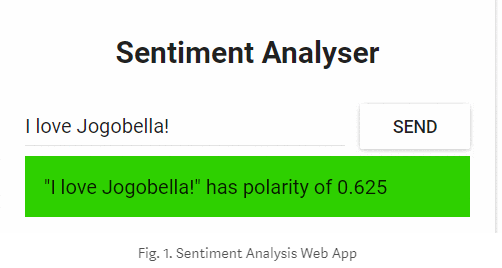 Sentiment Analyser
I love Jogobella!
SEND
"I love Jogobella!" has polarity of 0.625
Fig. 1. Sentiment Analysis Web App